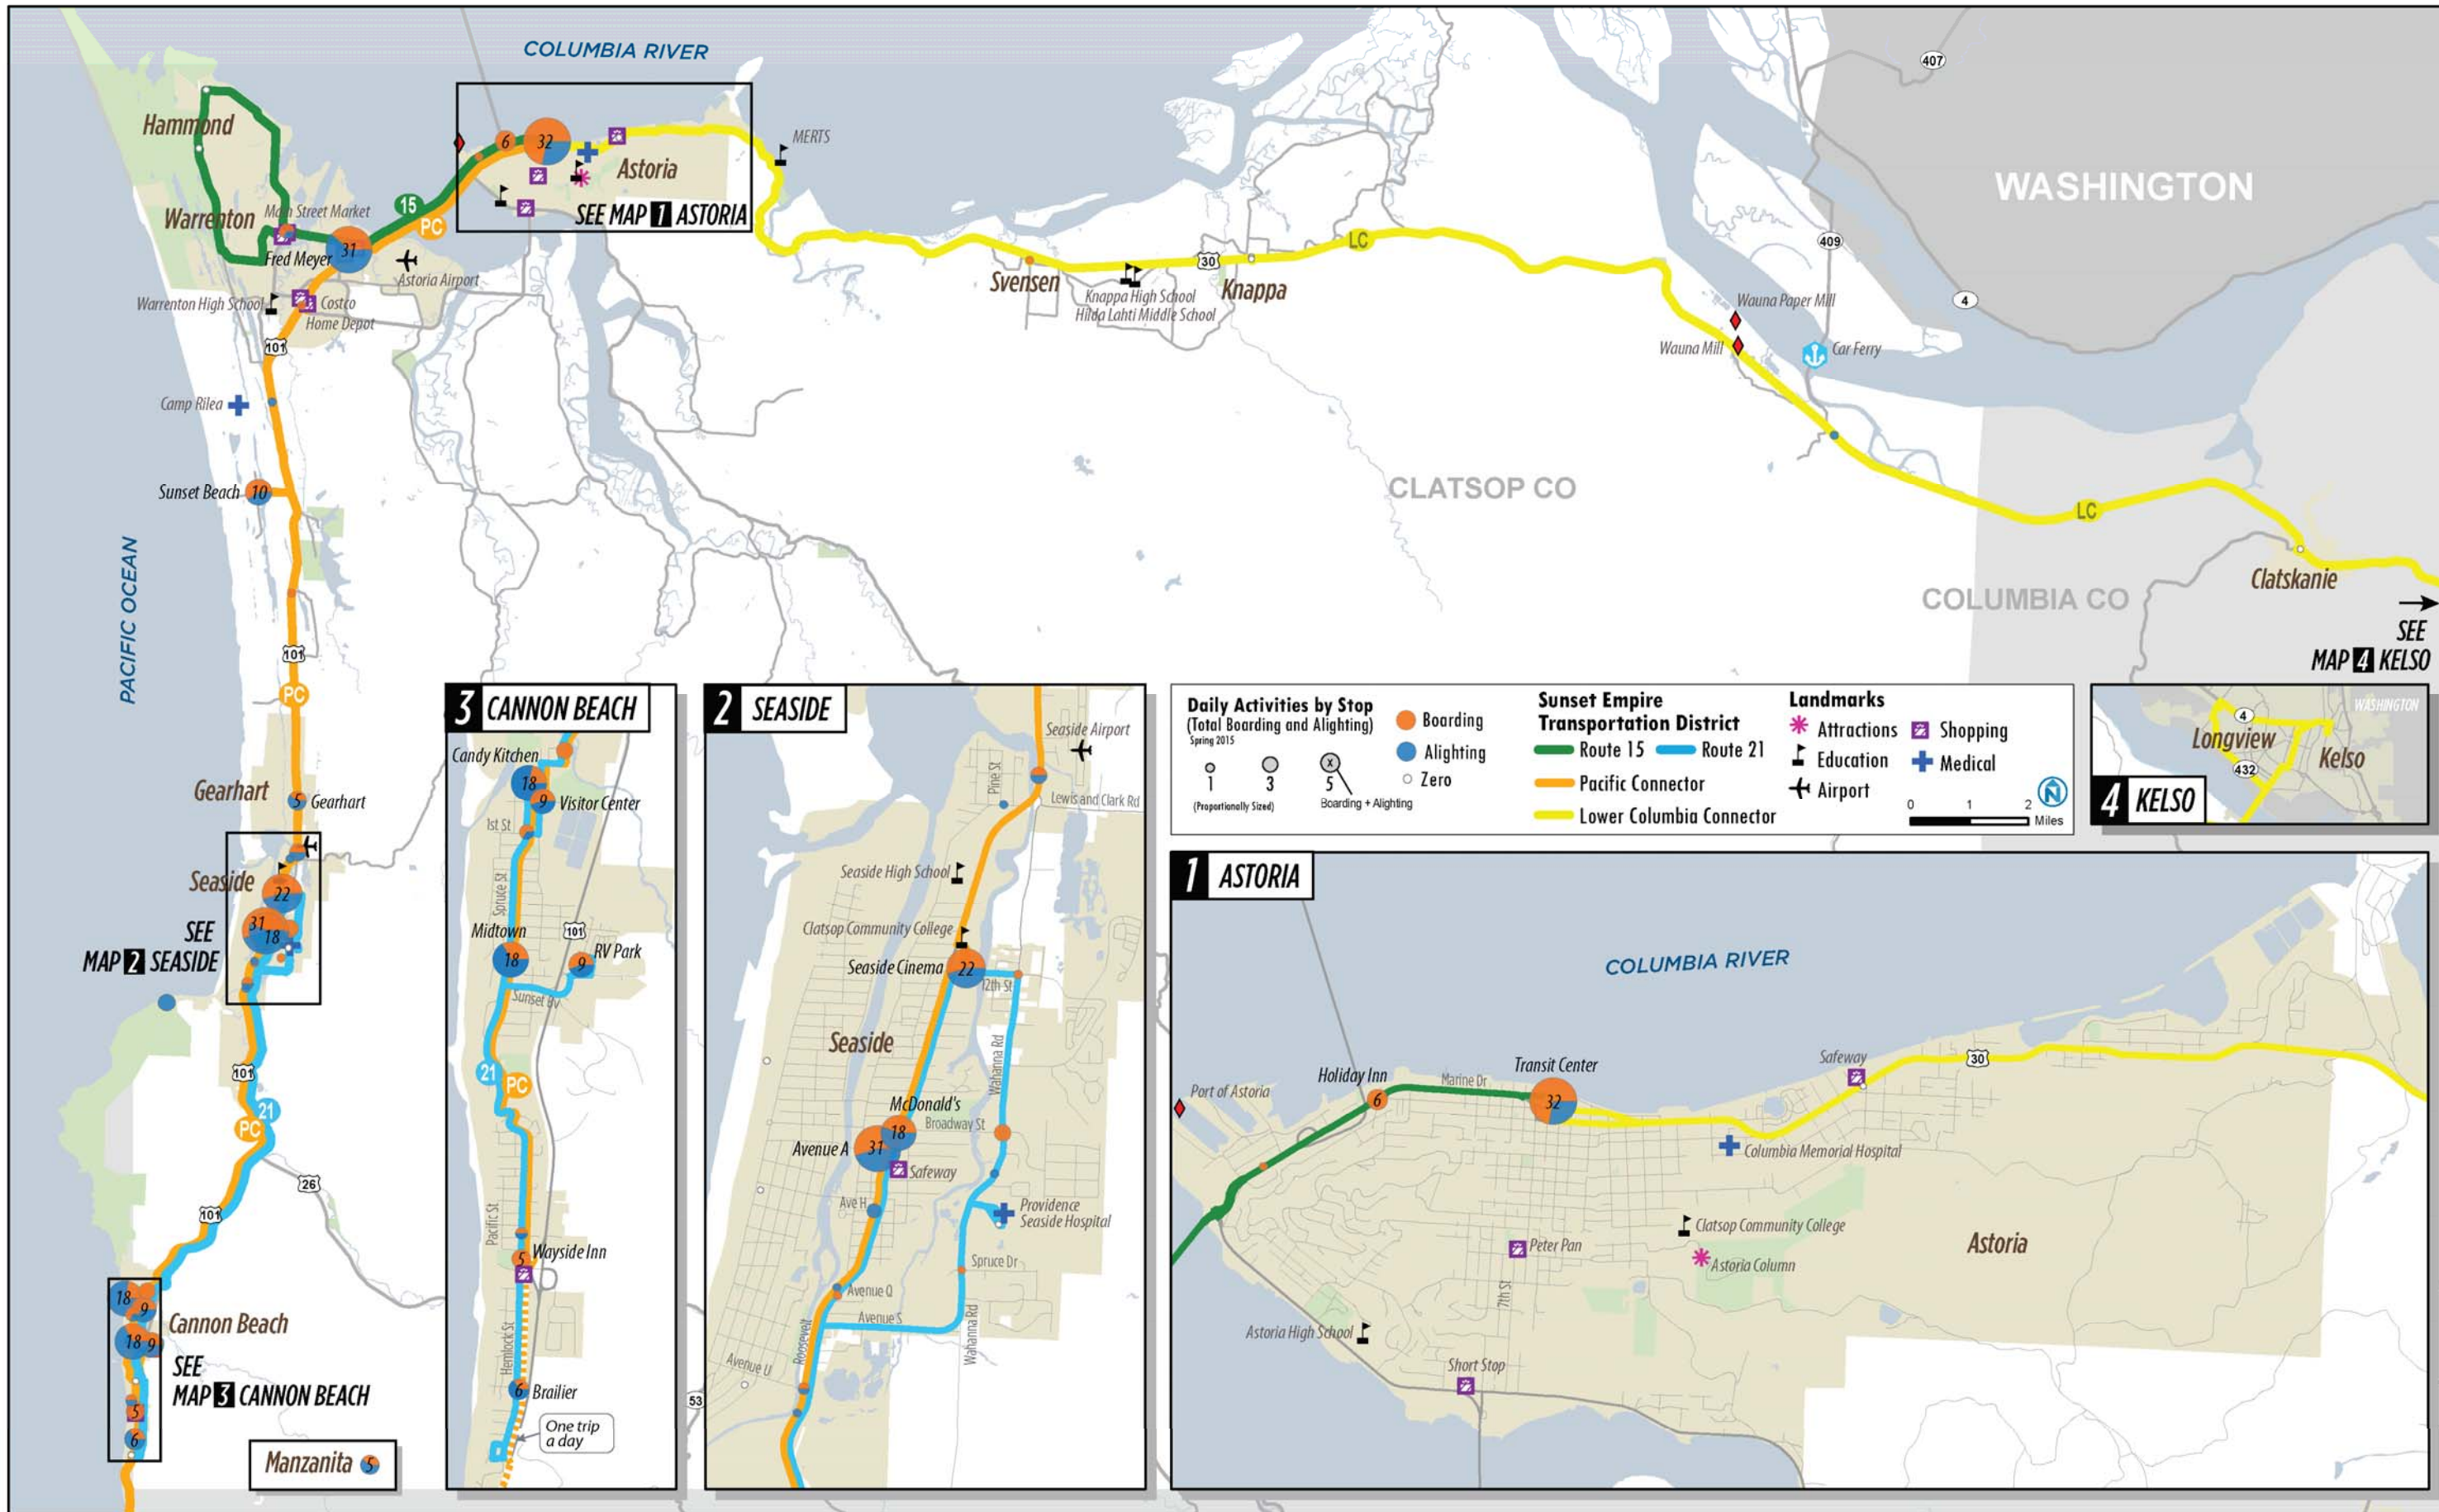 COLUMBIA RIVER
407
Hammond
6
32
MERTS
Astoria
WASHINGTON
Warrenton
Main Street Market
15
PC
SEE MAP 1 ASTORIA
31
Fred Meyer
Astoria Airport
LC
409
30
Svensen
Knappa
Knappa High School
Hilda Lahti Middle School
Warrenton High School
Costco
Home Depot
Wauna Paper Mill
4
101
Wauna Mill
Car Ferry
Camp Rilea
Sunset Beach
10
CLATSOP CO
LC
PACIFIC OCEAN
Clatskanie
COLUMBIA CO
SEE
MAP 4 KELSO
101
PC
Gearhart
5
Gearhart
Seaside
22
31
18
SEE
MAP 2 SEASIDE
101
21
PC
26
101
18
9
Cannon Beach
18
9
SEE
MAP 3 CANNON BEACH
5
6
Manzanita 5
53
3 CANNON BEACH
Candy Kitchen
18
9
Visitor Center
1st St
Spruce St
Midtown
18
101
RV Park
9
Sunset Bv
21
PC
Pacific St
5
Wayside Inn
Hemlock St
6
Brailier
One trip
a day
2 SEASIDE
Seaside Airport
Pine St
Lewis and Clark Rd
Seaside High School
Clatsop Community College
Seaside Cinema
22
12th St
Seaside
Wahanna Rd
McDonald's
18
Broadway St
Avenue A
31
Safeway
Ave H
Providence
Seaside Hospital
Spruce Dr
Avenue Q
Avenue S
Roosevelt
Wahanna Rd
Avenue U
Daily Activities by Stop
(Total Boarding and Alighting)
Spring 2015
1
3
X
5
(Proportionally Sized)
Boarding + Alighting
Boarding
Alighting
Zero
Sunset Empire
Transportation District
Route 15
Route 21
Pacific Connector
Lower Columbia Connector
Landmarks
Attractions
Shopping
Education
Medical
Airport
N
0 1 2
Miles
WASHINGTON
4
Longview
Kelso
432
4 KELSO
1 ASTORIA
COLUMBIA RIVER
Safeway
30
Transit Center
Holiday Inn
Marine Dr
Port of Astoria
6
32
Columbia Memorial Hospital
Clatsop Community College
Peter Pan
Astoria
Astoria Column
7th St
Astoria High School
Short Stop